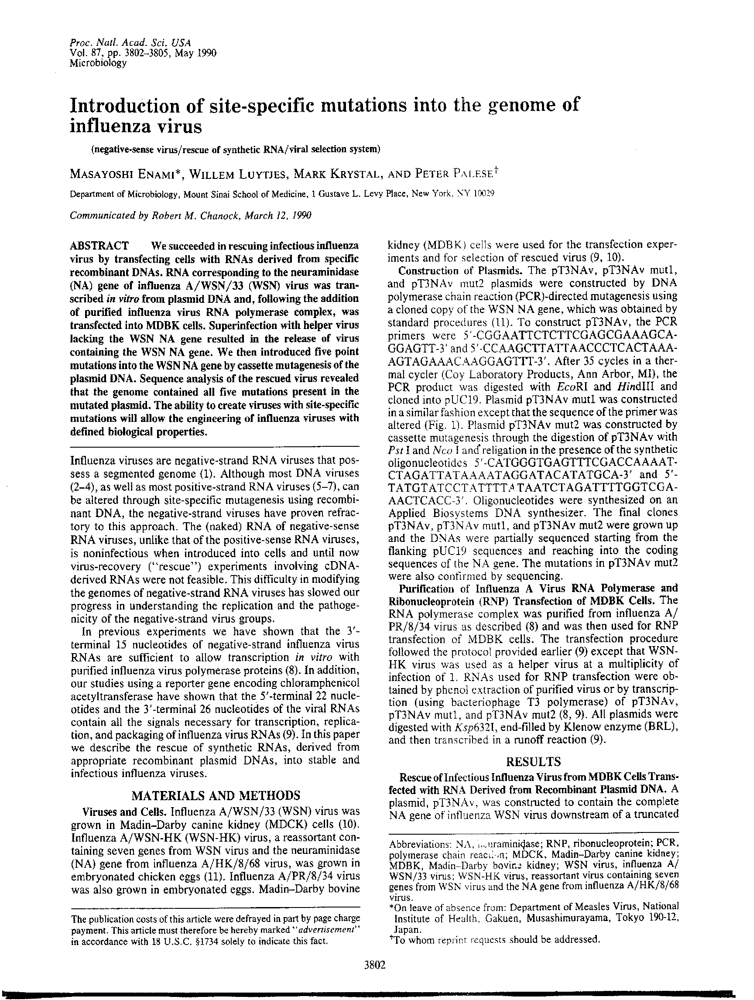 Proc. Natl. Acad. Sci. USA
Vol. 87, pp. 3802–3805, May 1990
Microbiology
Introduction of site-specific mutations into the genome of
influenza virus
(negative-sense virus/rescue of synthetic RNA/viral selection system)
MASAYOSHI ENAMI*, WILLEM LUYTJES, MARK KRYSTAL, AND PETER PALESE†
Department of Microbiology, Mount Sinai School of Medicine, 1 Gustave L. Levy Place, New York, NY 10029
Communicated by Robert M. Chanock, March 12, 1990
ABSTRACT We succeeded in rescuing infectious influenza
virus by transfecting cells with RNAs derived from specific
recombinant DNAs. RNA corresponding to the neuraminidase
(NA) gene of influenza A/WSN/33 (WSN) virus was tran-
scribed in vitro from plasmid DNA and, following the addition
of purified influenza virus RNA polymerase complex, was
transfected into MDBK cells. Superinfection with helper virus
lacking the WSN NA gene resulted in the release of virus
containing the WSN NA gene. We then introduced five point
mutations into the WSN NA gene by cassette mutagenesis of the
plasmid DNA. Sequence analysis of the rescued virus revealed
that the genome contained all five mutations present in the
mutated plasmid. The ability to create viruses with site-specific
mutations will allow the engineering of influenza viruses with
defined biological properties.
Influenza viruses are negative-strand RNA viruses that pos-
sess a segmented genome (1). Although most DNA viruses
(2–4), as well as most positive-strand RNA viruses (5–7), can
be altered through site-specific mutagenesis using recombi-
nant DNA, the negative-strand viruses have proven refrac-
tory to this approach. The (naked) RNA of negative-sense
RNA viruses, unlike that of the positive-sense RNA viruses,
is noninfectious when introduced into cells and until now
virus-recovery ("rescue") experiments involving cDNA-
derived RNAs were not feasible. This difficulty in modifying
the genomes of negative-strand RNA viruses has slowed our
progress in understanding the replication and the pathoge-
nicity of the negative-strand virus groups.
In previous experiments we have shown that the 3′-
terminal 15 nucleotides of negative-strand influenza virus
RNAs are sufficient to allow transcription in vitro with
purified influenza virus polymerase proteins (8). In addition,
our studies using a reporter gene encoding chloramphenicol
acetyltransferase have shown that the 5′-terminal 22 nucle-
otides and the 3′-terminal 26 nucleotides of the viral RNAs
contain all the signals necessary for transcription, replica-
tion, and packaging of influenza virus RNAs (9). In this paper
we describe the rescue of synthetic RNAs, derived from
appropriate recombinant plasmid DNAs, into stable and
infectious influenza viruses.
MATERIALS AND METHODS
Viruses and Cells. Influenza A/WSN/33 (WSN) virus was
grown in Madin–Darby canine kidney (MDCK) cells (10).
Influenza A/WSN-HK (WSN-HK) virus, a reassortant con-
taining seven genes from WSN virus and the neuraminidase
(NA) gene from influenza A/HK/8/68 virus, was grown in
embryonated chicken eggs (11). Influenza A/PR/8/34 virus
was also grown in embryonated eggs. Madin–Darby bovine
The publication costs of this article were defrayed in part by page charge
payment. This article must therefore be hereby marked "advertisement"
in accordance with 18 U.S.C. §1734 solely to indicate this fact.
kidney (MDBK) cells were used for the transfection exper-
iments and for selection of rescued virus (9, 10).
Construction of Plasmids. The pT3NAv, pT3NAv mut1,
and pT3NAv mut2 plasmids were constructed by DNA
polymerase chain reaction (PCR)-directed mutagenesis using
a cloned copy of the WSN NA gene, which was obtained by
standard procedures (11). To construct pT3NAv, the PCR
primers were 5′-CGGAATTCTCTTCGAGCGAAAGCA-
GGAGTT-3′ and 5′-CCAAGCTTATTAACCCTCACTAAA-
AGTAGAAACAAGGAGTTT-3′. After 35 cycles in a ther-
mal cycler (Coy Laboratory Products, Ann Arbor, MI), the
PCR product was digested with EcoRI and HindIII and
cloned into pUC19. Plasmid pT3NAv mut1 was constructed
in a similar fashion except that the sequence of the primer was
altered (Fig. 1). Plasmid pT3NAv mut2 was constructed by
cassette mutagenesis through the digestion of pT3NAv with
Pst I and Nco I and religation in the presence of the synthetic
oligonucleotides 5′-CATGGGTGAGTTTCGACCAAAAT-
CTAGATTATAAAATAGGATACATATGCA-3′ and 5′-
TATGTATCCTATTTTATAATCTAGATTTTGGTCGA-
AACTCACC-3′. Oligonucleotides were synthesized on an
Applied Biosystems DNA synthesizer. The final clones
pT3NAv, pT3NAv mut1, and pT3NAv mut2 were grown up
and the DNAs were partially sequenced starting from the
flanking pUC19 sequences and reaching into the coding
sequences of the NA gene. The mutations in pT3NAv mut2
were also confirmed by sequencing.
Purification of Influenza A Virus RNA Polymerase and
Ribonucleoprotein (RNP) Transfection of MDBK Cells. The
RNA polymerase complex was purified from influenza A/
PR/8/34 virus as described (8) and was then used for RNP
transfection of MDBK cells. The transfection procedure
followed the protocol provided earlier (9) except that WSN-
HK virus was used as a helper virus at a multiplicity of
infection of 1. RNAs used for RNP transfection were ob-
tained by phenol extraction of purified virus or by transcrip-
tion (using bacteriophage T3 polymerase) of pT3NAv,
pT3NAv mut1, and pT3NAv mut2 (8, 9). All plasmids were
digested with Ksp632I, end-filled by Klenow enzyme (BRL),
and then transcribed in a runoff reaction (9).
RESULTS
Rescue of Infectious Influenza Virus from MDBK Cells Trans-
fected with RNA Derived from Recombinant Plasmid DNA. A
plasmid, pT3NAv, was constructed to contain the complete
NA gene of influenza WSN virus downstream of a truncated
Abbreviations: NA, neuraminidase; RNP, ribonucleoprotein; PCR,
polymerase chain reaction; MDCK, Madin–Darby canine kidney;
MDBK, Madin–Darby bovine kidney; WSN virus, influenza A/
WSN/33 virus; WSN-HK virus, reassortant virus containing seven
genes from WSN virus and the NA gene from influenza A/HK/8/68
virus.
*On leave of absence from: Department of Measles Virus, National
Institute of Health, Gakuen, Musashimurayama, Tokyo 190-12,
Japan.
†To whom reprint requests should be addressed.
3802